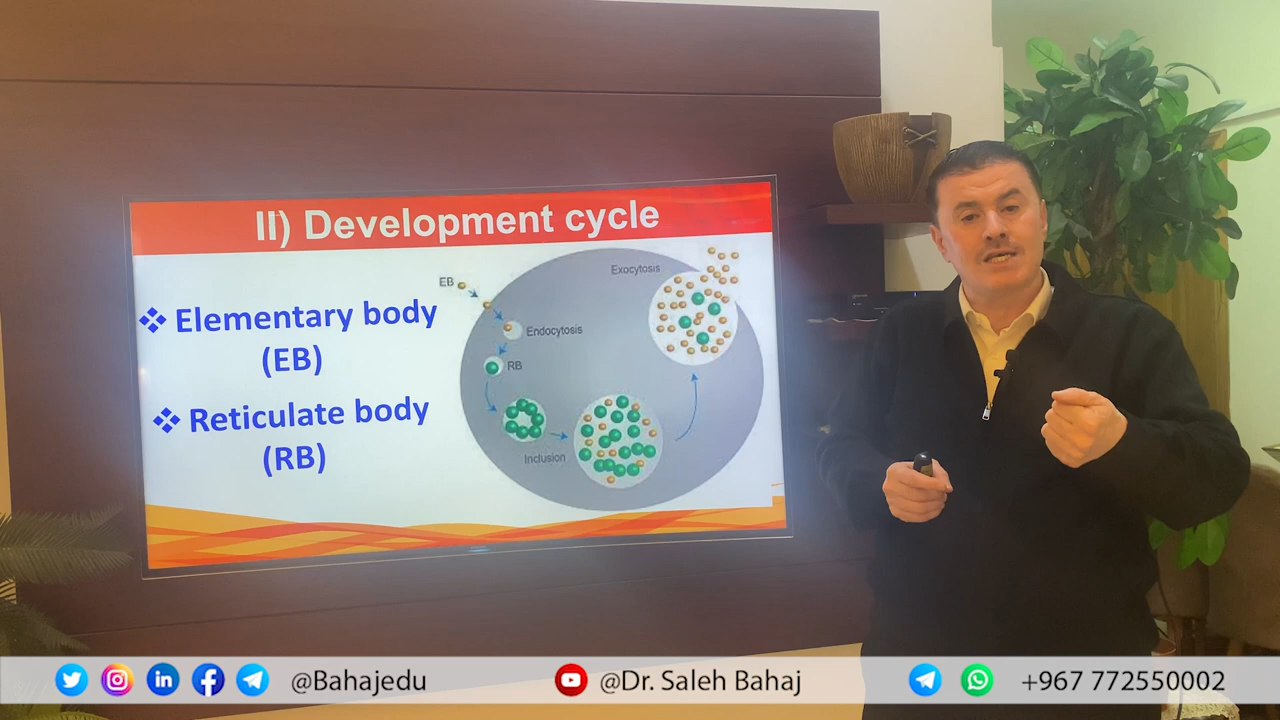 II) Development cycle
❖ Elementary body
(EB)
❖ Reticulate body
(RB)
EB
Endocytosis
RB
Inclusion
Exocytosis
@Bahajedu
@Dr. Saleh Bahaj
+967 772550002